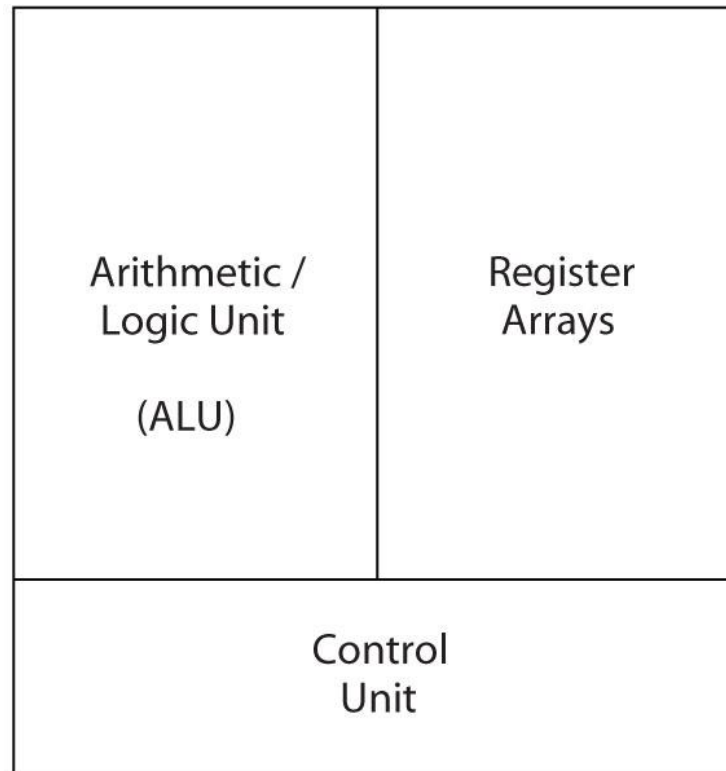 Arithmetic /
Logic Unit
(ALU)
Register
Arrays
Control
Unit